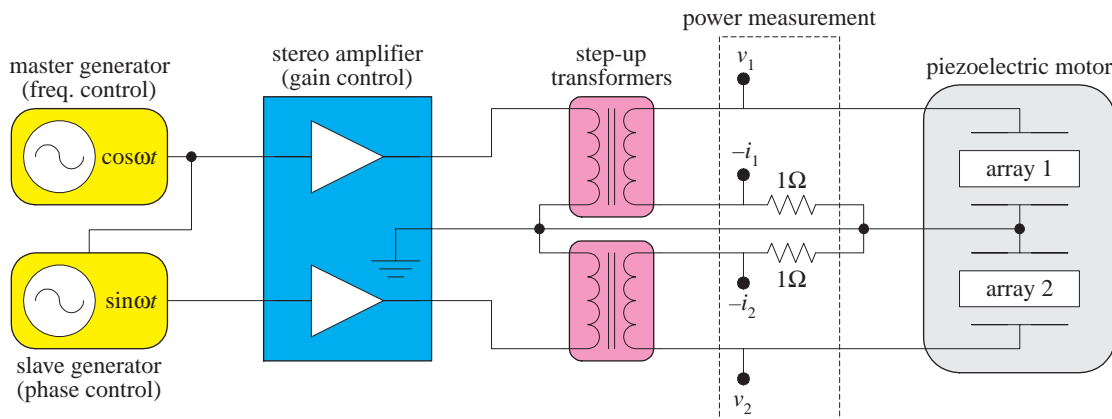 power measurement
master generator
(freq. control)
cosωt
stereo amplifier
(gain control)
step-up
transformers
v1
–i1
1Ω
piezoelectric motor
array 1
sinωt
slave generator
(phase control)
1Ω
–i2
v2
array 2